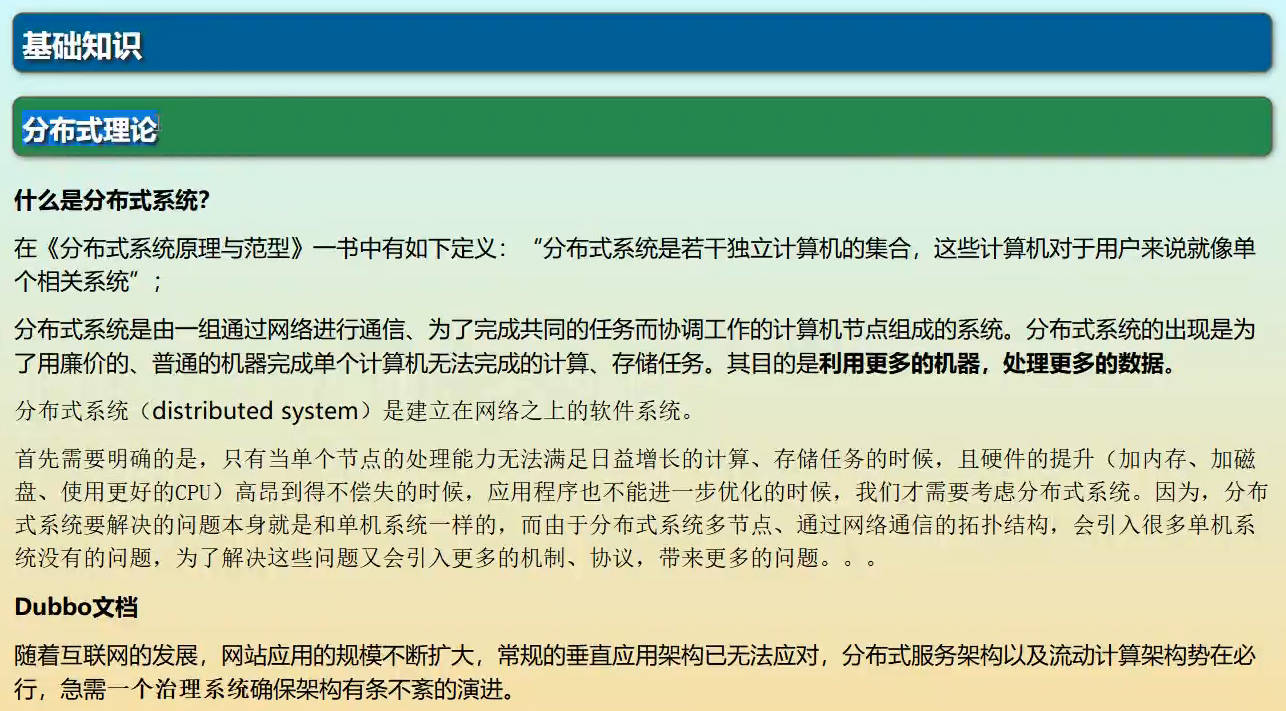 基础知识
分布式理论
什么是分布式系统？
在《分布式系统原理与范型》一书中有如下定义：“分布式系统是若干独立计算机的集合，这些计算机对于用户来说就像单
个相关系统”；
分布式系统是由一组通过网络进行通信、为了完成共同的任务而协调工作的计算机节点组成的系统。分布式系统的出现是为
了用廉价的、普通的机器完成单个计算机无法完成的计算、存储任务。其目的是利用更多的机器，处理更多的数据。
分布式系统（distributed system）是建立在网络之上的软件系统。
首先需要明确的是，只有当单个节点的处理能力无法满足日益增长的计算、存储任务的时候，且硬件的提升（加内存、加磁
盘、使用更好的CPU）高昂到得不偿失的时候，应用程序也不能进一步优化的时候，我们才需要考虑分布式系统。因为，分布
式系统要解决的问题本身就是和单机系统一样的，而由于分布式系统多节点、通过网络通信的拓扑结构，会引入很多单机系
统没有的问题，为了解决这些问题又会引入更多的机制、协议，带来更多的问题。。。
Dubbo文档
随着互联网的发展，网站应用的规模不断扩大，常规的垂直应用架构已无法应对，分布式服务架构以及流动计算架构势在必
行，急需一个治理系统确保架构有条不紊的演进。